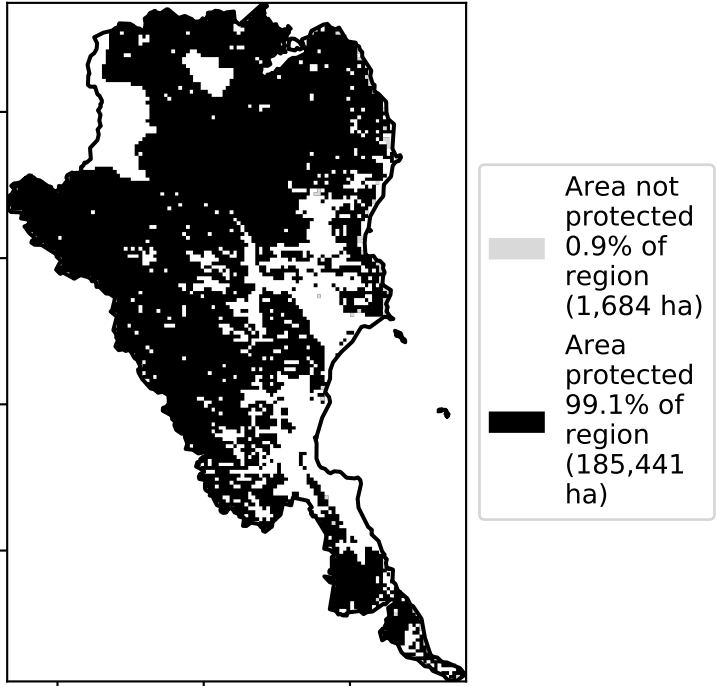 Area not
protected
0.9% of
region
(1,684 ha)
Area
protected
99.1% of
region
(185,441
ha)